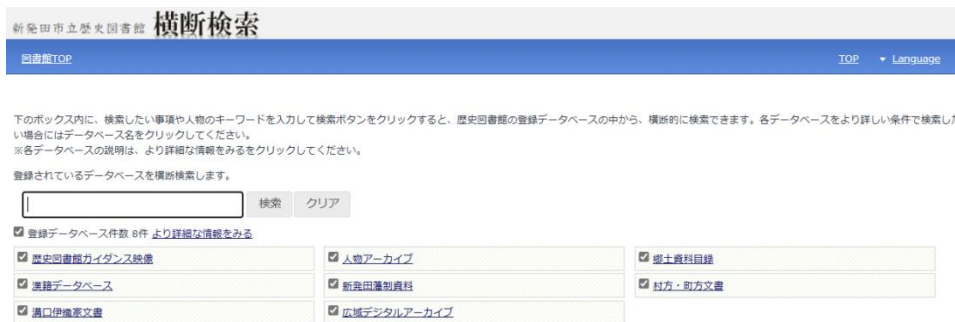 新発田市立歴史図書館 横断検索
図書館TOP TOP ▼ Language
下のボックス内に、検索したい事項や人物のキーワードを入力して検索ボタンをクリックすると、歴史図書館の登録データベースの中から、横断的に検索できます。各データベースをより詳しい条件で検索した
い場合にはデータベース名をクリックしてください。
※各データベースの説明は、より詳細な情報をみるをクリックしてください。
登録されているデータベースを横断検索します。
検索 クリア
登録データベース件数 8件 より詳細な情報をみる
歴史図書館ガイダンス映像 人物アーカイブ 郷土資料目録
漢籍データベース 新発田藩制資料 村方・町方文書
溝口伊織家文書 広域デジタルアーカイブ